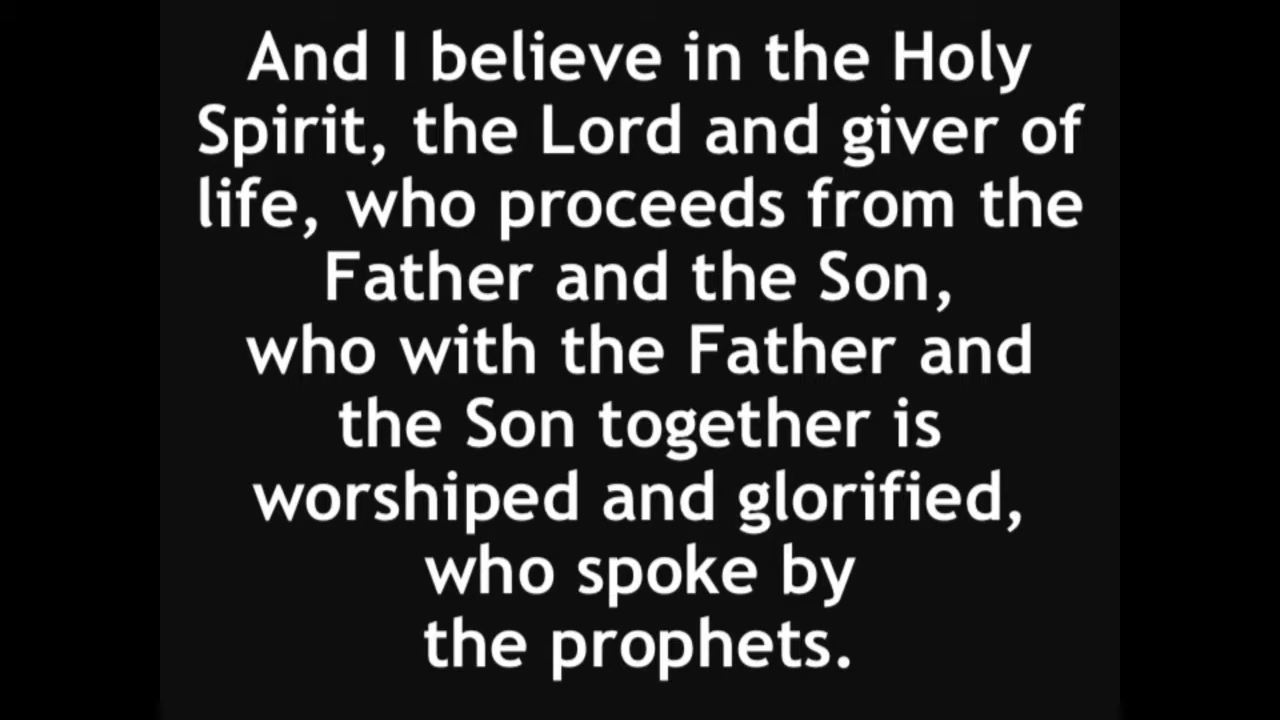 And I believe in the Holy
Spirit, the Lord and giver of
life, who proceeds from the
Father and the Son,
who with the Father and
the Son together is
worshiped and glorified,
who spoke by
the prophets.